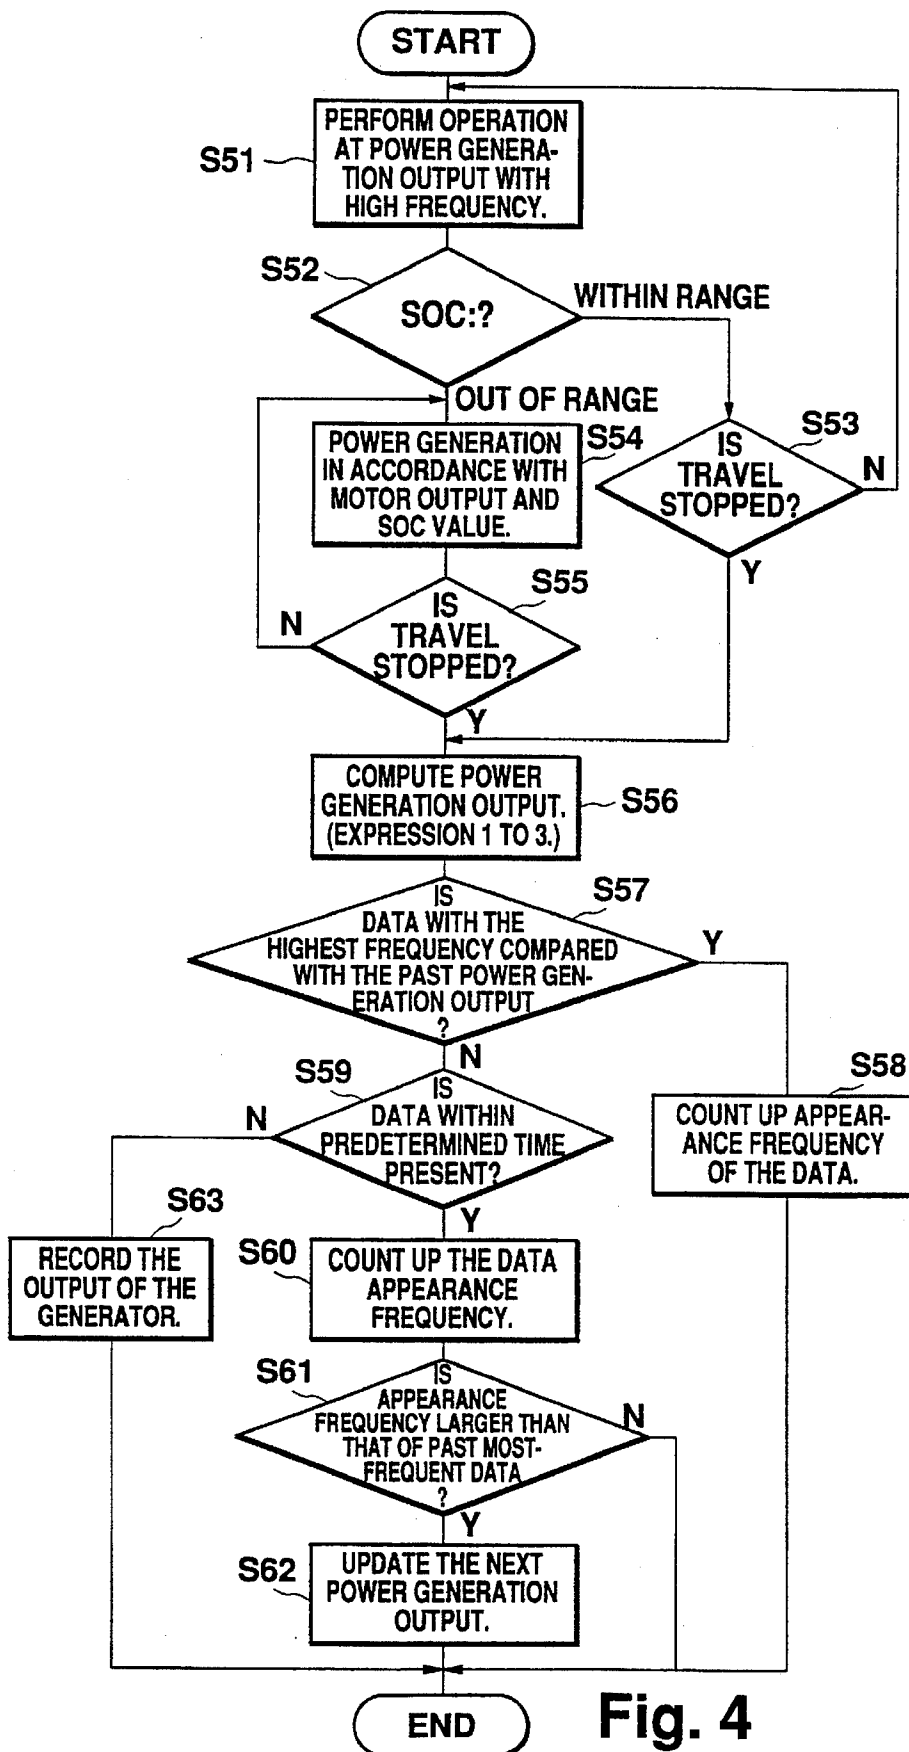 START
PERFORM OPERATION
AT POWER GENERA-
TION OUTPUT WITH
HIGH FREQUENCY.
S51
S52
SOC:?
WITHIN RANGE
OUT OF RANGE
S54
POWER GENERATION
IN ACCORDANCE WITH
MOTOR OUTPUT AND
SOC VALUE.
S53
IS
TRAVEL
STOPPED?
N
Y
S55
IS
TRAVEL
STOPPED?
N
Y
COMPUTE POWER
GENERATION OUTPUT.
(EXPRESSION 1 TO 3.)
S56
S57
IS
DATA WITH THE
HIGHEST FREQUENCY COMPARED
WITH THE PAST POWER GEN-
ERATION OUTPUT
?
Y
N
S58
COUNT UP APPEAR-
ANCE FREQUENCY
OF THE DATA.
S59
IS
DATA WITHIN
PREDETERMINED TIME
PRESENT?
N
Y
S63
RECORD THE
OUTPUT OF THE
GENERATOR.
S60
COUNT UP THE DATA
APPEARANCE
FREQUENCY.
S61
IS
APPEARANCE
FREQUENCY LARGER THAN
THAT OF PAST MOST-
FREQUENT DATA
?
N
Y
S62
UPDATE THE NEXT
POWER GENERATION
OUTPUT.
END
Fig. 4